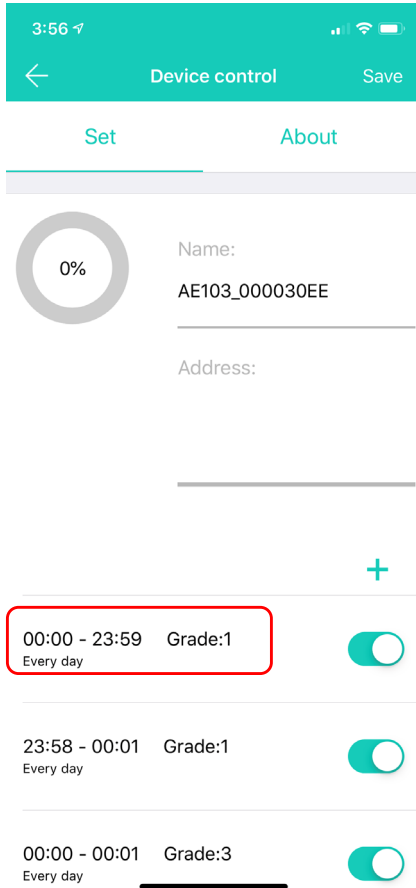 3:56
Device control
Save
Set
About
0%
Name:
AE103_000030EE
Address:
00:00 - 23:59 Grade:1
Every day
23:58 - 00:01 Grade:1
Every day
00:00 - 00:01 Grade:3
Every day